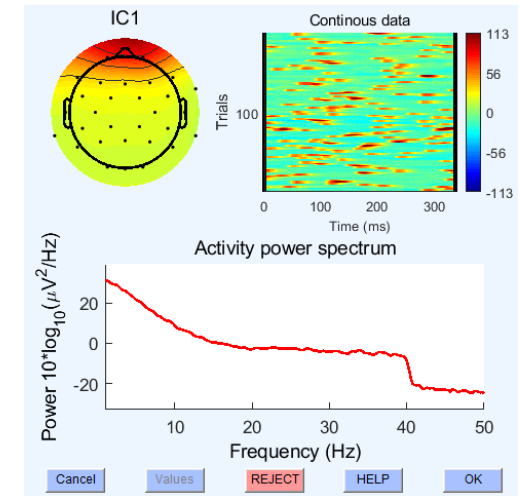 IC1
Continous data
Trials
100
0 100 200 300
Time (ms)
113
56
0
-56
-113
Activity power spectrum
Power 10*log10(μV2/Hz)
20
0
-20
10 20 30 40 50
Frequency (Hz)
Cancel Values REJECT HELP OK